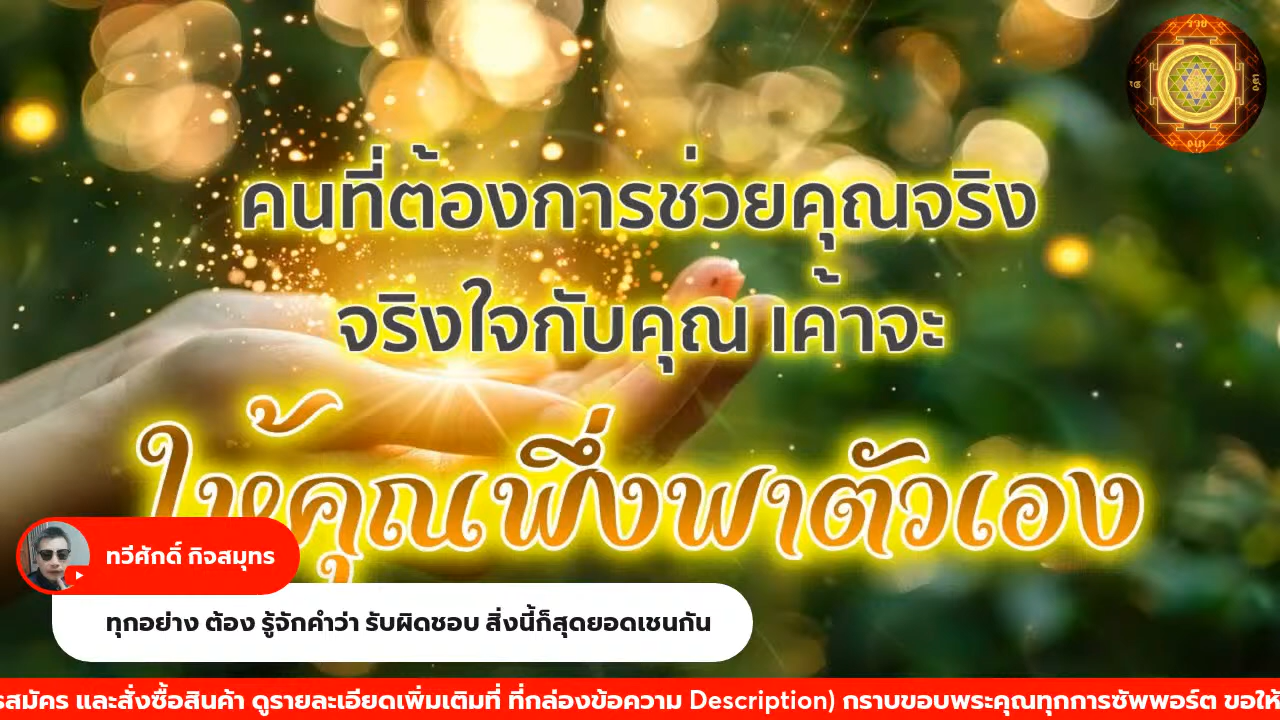 รวย
คนที่ต้องการช่วยคุณจริง
จริงใจกับคุณ เค้าจะ
ให้คุณพึ่งพาตัวเอง
ทวีศักดิ์ กิจสมุทร
ทุกอย่าง ต้อง รู้จักคำว่า รับผิดชอบ สิ่งนี้ก็สุดยอดเชนกัน
รสมัคร และสั่งซื้อสินค้า ดูรายละเอียดเพิ่มเติมที่ ที่กล่องข้อความ Description) กราบขอบพระคุณทุกการซัพพอร์ต ขอให้